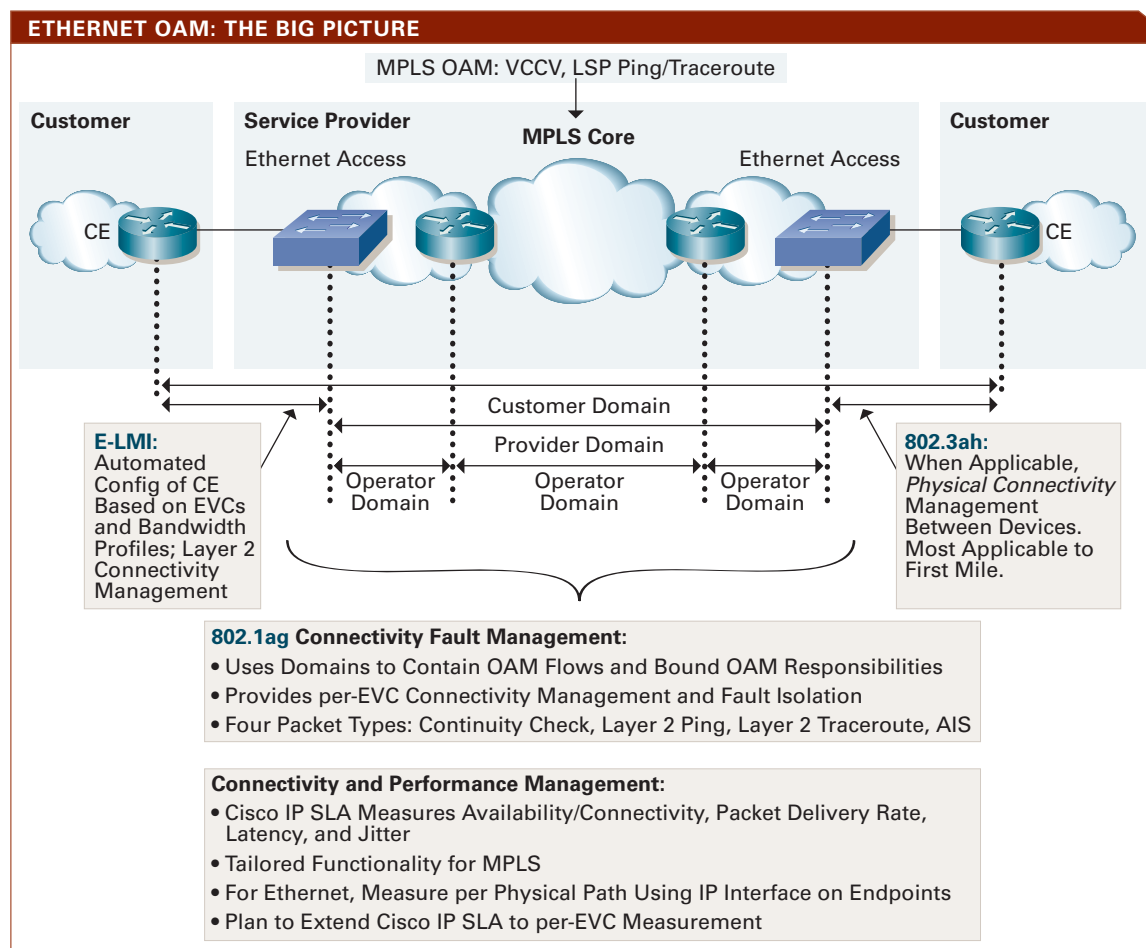 ETHERNET OAM: THE BIG PICTURE
MPLS OAM: VCCV, LSP Ping/Traceroute
Customer
Service Provider
MPLS Core
Customer
Ethernet Access
Ethernet Access
CE
CE
Customer Domain
Provider Domain
Operator
Domain
Operator
Domain
Operator
Domain
E-LMI:
Automated
Config of CE
Based on EVCs
and Bandwidth
Profiles; Layer 2
Connectivity
Management
802.3ah:
When Applicable,
Physical Connectivity
Management
Between Devices.
Most Applicable to
First Mile.
802.1ag Connectivity Fault Management:
• Uses Domains to Contain OAM Flows and Bound OAM Responsibilities
• Provides per-EVC Connectivity Management and Fault Isolation
• Four Packet Types: Continuity Check, Layer 2 Ping, Layer 2 Traceroute, AIS
Connectivity and Performance Management:
• Cisco IP SLA Measures Availability/Connectivity, Packet Delivery Rate,
Latency, and Jitter
• Tailored Functionality for MPLS
• For Ethernet, Measure per Physical Path Using IP Interface on Endpoints
• Plan to Extend Cisco IP SLA to per-EVC Measurement